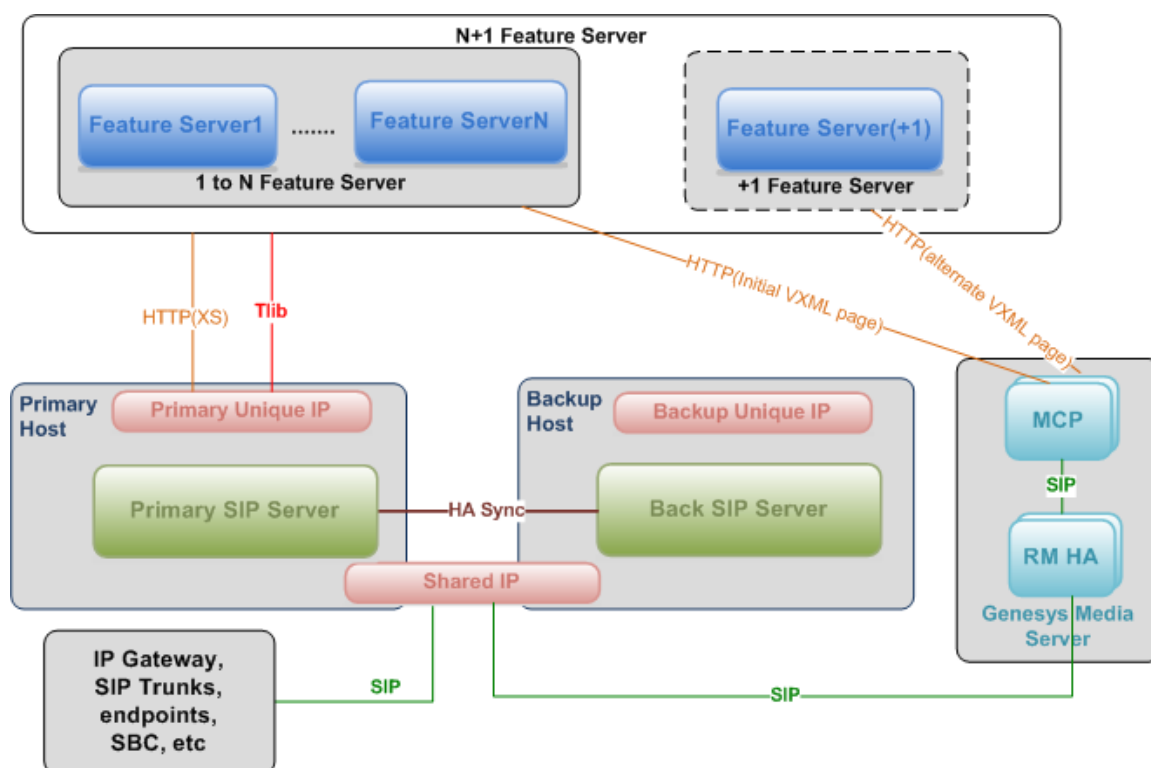 N+1 Feature Server
Feature Server1
.......
Feature ServerN
1 to N Feature Server
Feature Server(+1)
+1 Feature Server
HTTP(XS)
Tlib
HTTP(Initial VXML page)
HTTP(alternate VXML page)
Primary
Host
Primary Unique IP
Primary SIP Server
HA Sync
Backup
Host
Backup Unique IP
Back SIP Server
Shared IP
MCP
SIP
RM HA
Genesys Media
Server
IP Gateway,
SIP Trunks,
endpoints,
SBC, etc
SIP
SIP